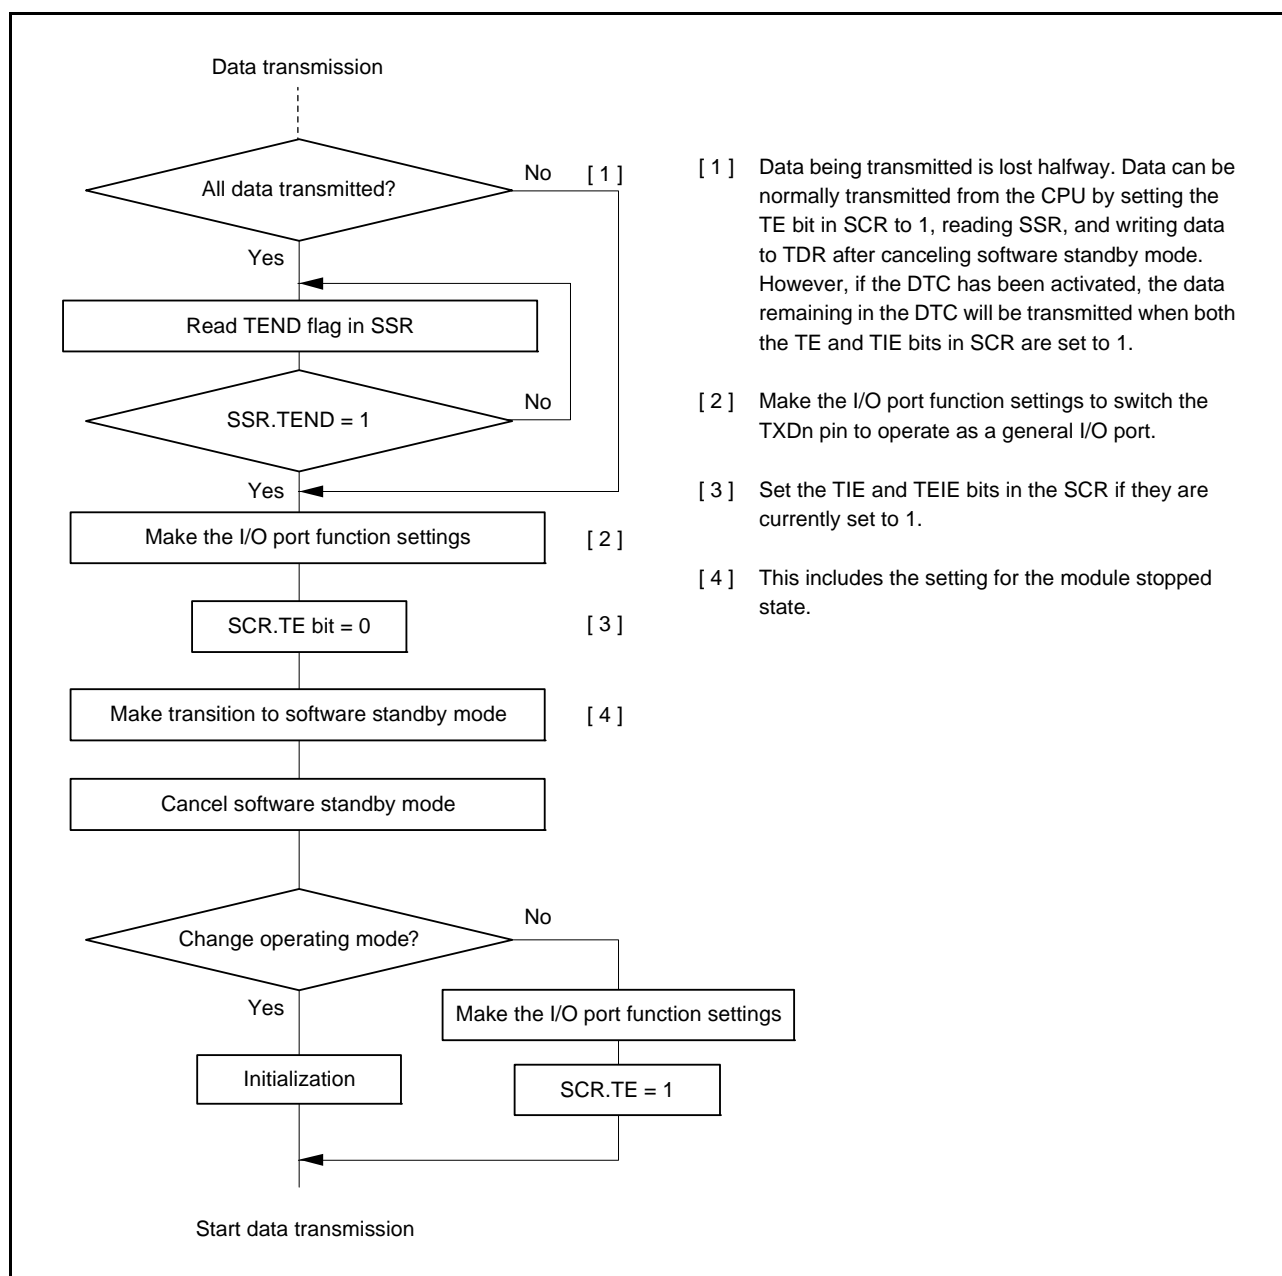 Data transmission
All data transmitted?
No
[ 1 ]
Yes
Read TEND flag in SSR
SSR.TEND = 1
No
Yes
Make the I/O port function settings
[ 2 ]
SCR.TE bit = 0
[ 3 ]
Make transition to software standby mode
[ 4 ]
Cancel software standby mode
Change operating mode?
No
Yes
Make the I/O port function settings
Initialization
SCR.TE = 1
Start data transmission
[ 1 ] Data being transmitted is lost halfway. Data can be
normally transmitted from the CPU by setting the
TE bit in SCR to 1, reading SSR, and writing data
to TDR after canceling software standby mode.
However, if the DTC has been activated, the data
remaining in the DTC will be transmitted when both
the TE and TIE bits in SCR are set to 1.
[ 2 ] Make the I/O port function settings to switch the
TXDn pin to operate as a general I/O port.
[ 3 ] Set the TIE and TEIE bits in the SCR if they are
currently set to 1.
[ 4 ] This includes the setting for the module stopped
state.